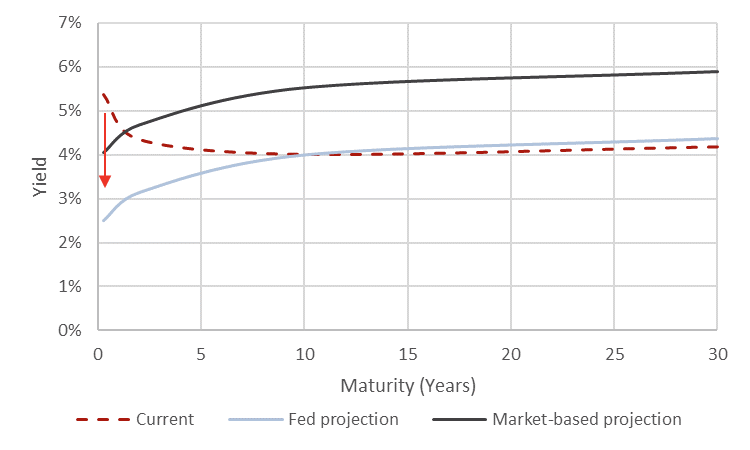 7%
6%
5%
4%
3%
2%
1%
0%
Yield
0 5 10 15 20 25 30
Maturity (Years)
Current Fed projection Market-based projection